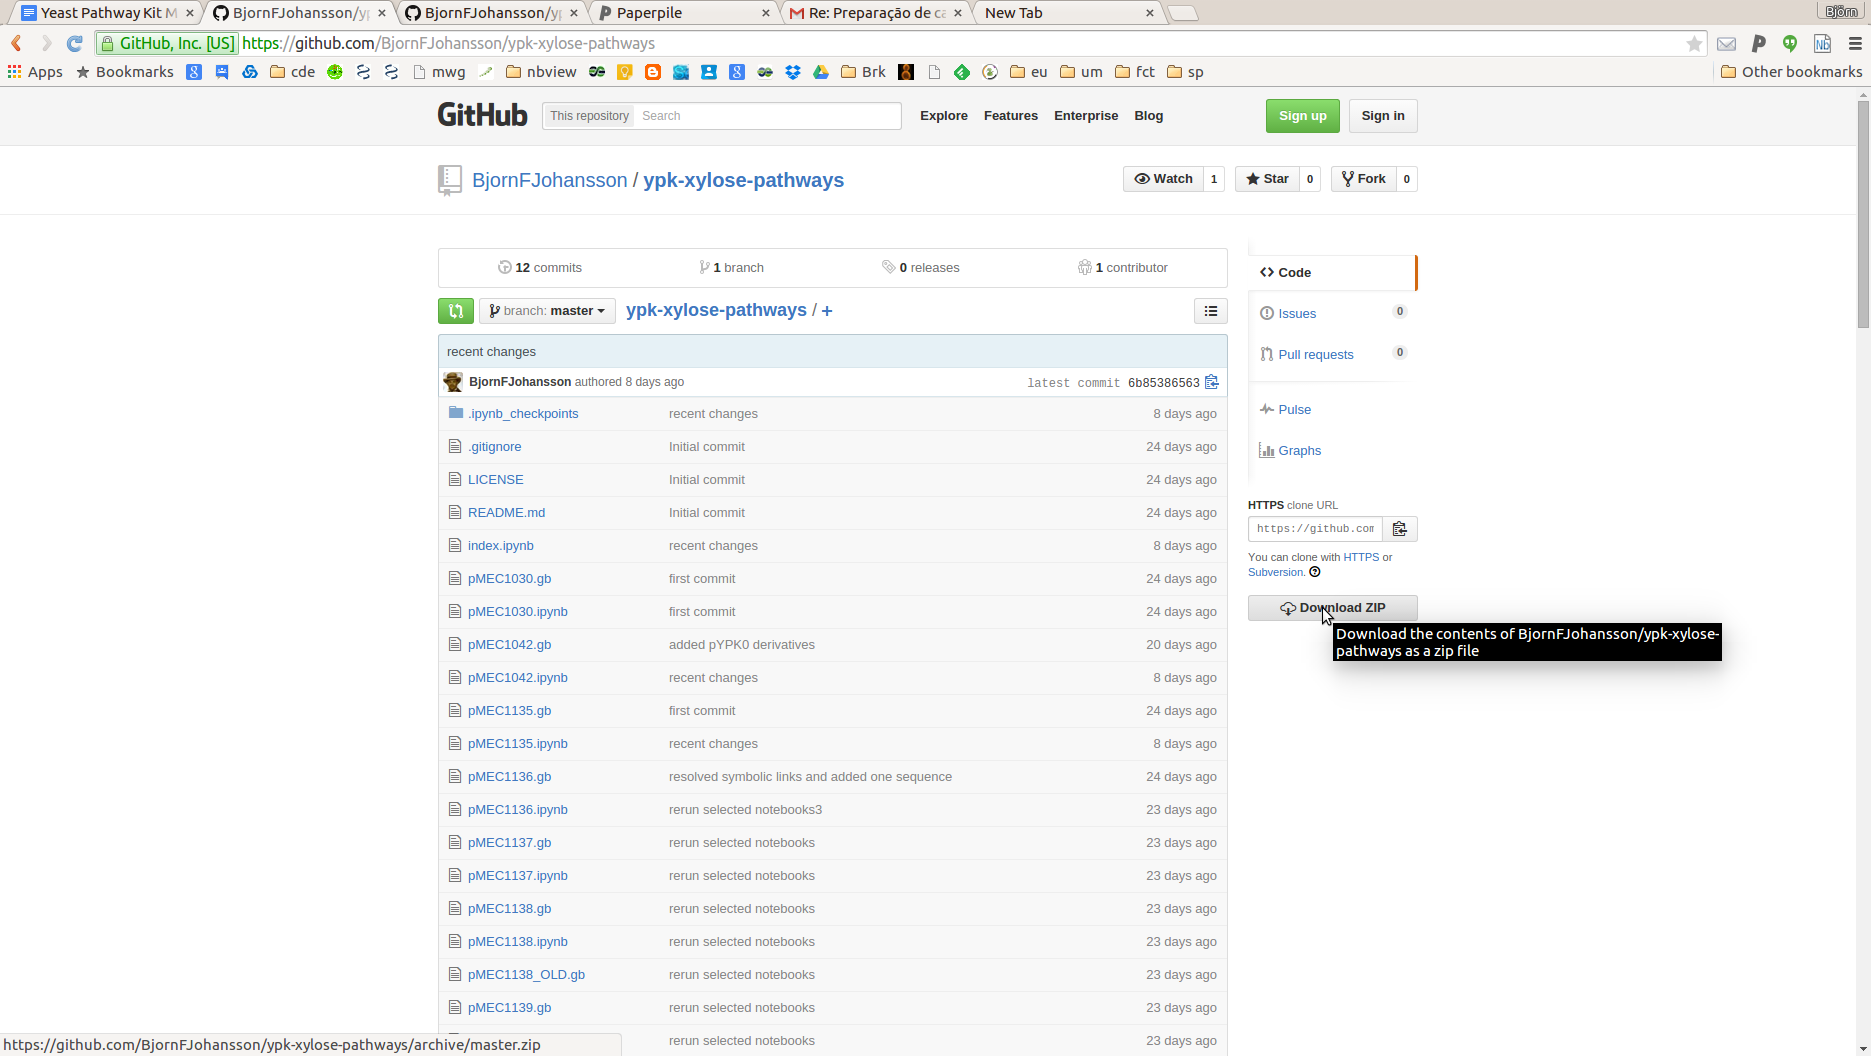 Yeast Pathway Kit M
BjornFJohansson/yp
BjornFJohansson/yp
Paperpile
Re: Preparação de ca
New Tab
Björn
GitHub, Inc. [US] https://github.com/BjornFJohansson/ypk-xylose-pathways
Apps Bookmarks cde mwg nbview Brk eu um fct sp Other bookmarks
GitHub This repository Search Explore Features Enterprise Blog Sign up Sign in
BjornFJohansson / ypk-xylose-pathways
Watch 1 Star 0 Fork 0
12 commits 1 branch 0 releases 1 contributor
branch: master ypk-xylose-pathways / +
recent changes
BjornFJohansson authored 8 days ago latest commit 6b85386563
.ipynb_checkpoints recent changes 8 days ago
.gitignore Initial commit 24 days ago
LICENSE Initial commit 24 days ago
README.md Initial commit 24 days ago
index.ipynb recent changes 8 days ago
pMEC1030.gb first commit 24 days ago
pMEC1030.ipynb first commit 24 days ago
pMEC1042.gb added pYPK0 derivatives 20 days ago
pMEC1042.ipynb recent changes 8 days ago
pMEC1135.gb first commit 24 days ago
pMEC1135.ipynb recent changes 8 days ago
pMEC1136.gb resolved symbolic links and added one sequence 24 days ago
pMEC1136.ipynb rerun selected notebooks3 23 days ago
pMEC1137.gb rerun selected notebooks 23 days ago
pMEC1137.ipynb rerun selected notebooks 23 days ago
pMEC1138.gb rerun selected notebooks 23 days ago
pMEC1138.ipynb rerun selected notebooks 23 days ago
pMEC1138_OLD.gb rerun selected notebooks 23 days ago
pMEC1139.gb rerun selected notebooks 23 days ago
rerun selected notebooks 23 days ago
Code
Issues 0
Pull requests 0
Pulse
Graphs
HTTPS clone URL
https://github.com
You can clone with HTTPS or
Subversion.
Download ZIP
Download the contents of BjornFJohansson/ypk-xylose-
pathways as a zip file
https://github.com/BjornFJohansson/ypk-xylose-pathways/archive/master.zip